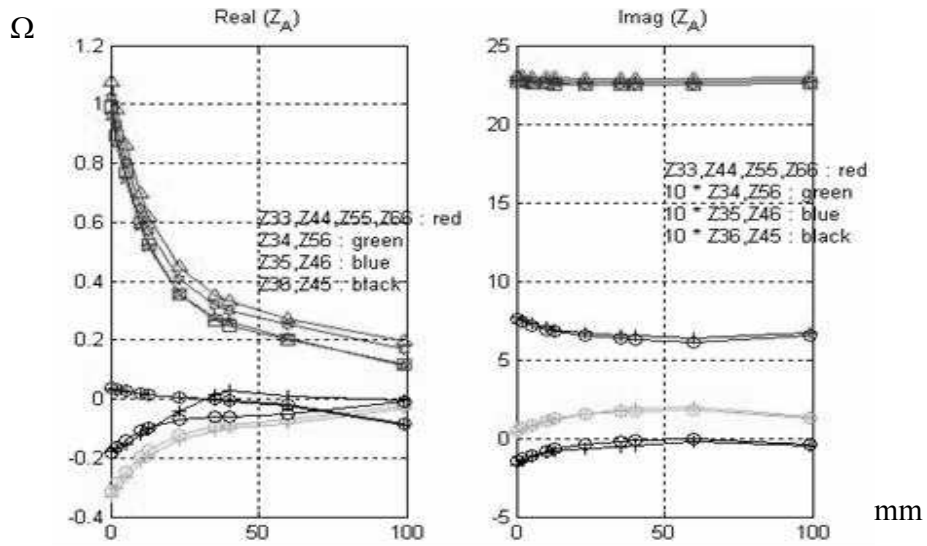 Ω
Real (Z_A)
1.2
1
0.8
0.6
0.4
0.2
0
-0.2
-0.4
0
50
100
Z33,Z44,Z55,Z66 : red
Z34,Z56 : green
Z35,Z46 : blue
Z36,Z45 : black
Imag (Z_A)
25
20
15
10
5
0
-5
0
50
100
Z33,Z44,Z55,Z66 : red
10 * Z34,Z56 : green
10 * Z35,Z46 : blue
10 * Z36,Z45 : black
mm